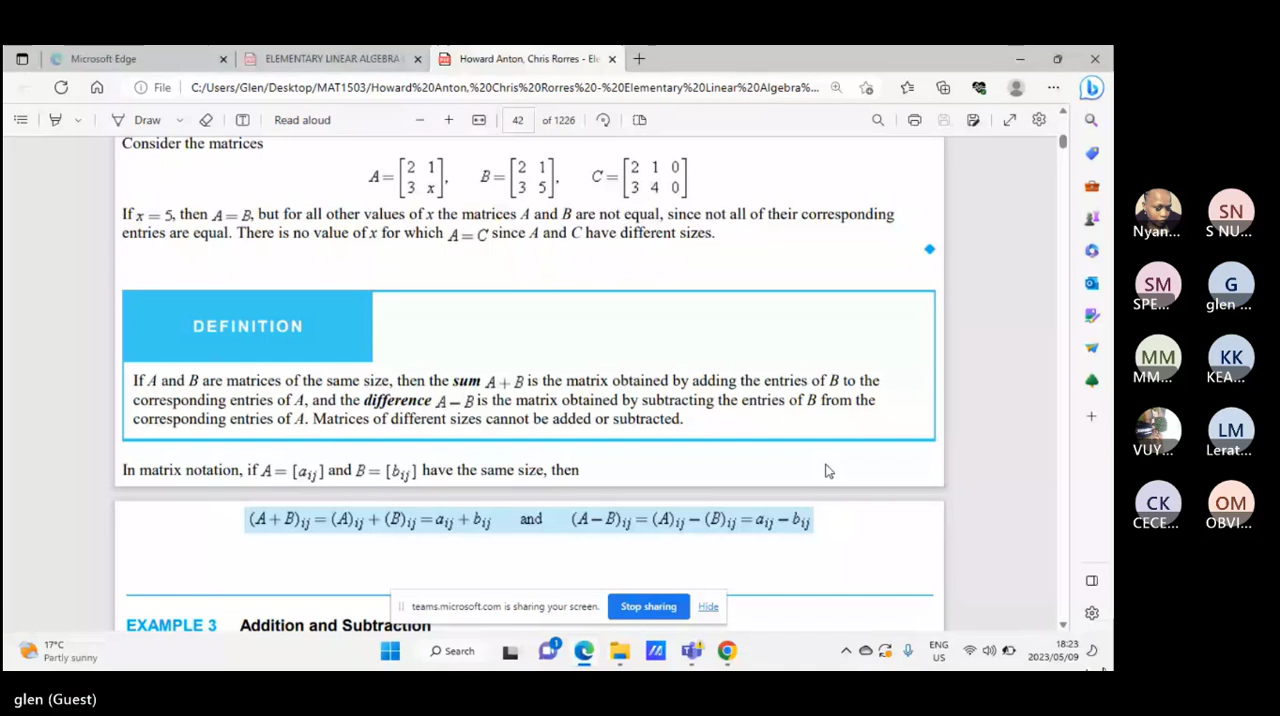 Microsoft Edge
ELEMENTARY LINEAR ALGEBRA
Howard Anton, Chris Rorres - Ele
File
C:/Users/Glen/Desktop/MAT1503/Howard%20Anton,%20Chris%20Rorres%20-%20Elementary%20Linear%20Algebra%...
Draw
Read aloud
42 of 1226
Consider the matrices
A = [2 1 3 x], B = [2 1 3 5], C = [2 1 0 3 4 0]
If x = 5, then A = B, but for all other values of x the matrices A and B are not equal, since not all of their corresponding
entries are equal. There is no value of x for which A = C since A and C have different sizes.
DEFINITION
If A and B are matrices of the same size, then the sum A + B is the matrix obtained by adding the entries of B to the
corresponding entries of A, and the difference A − B is the matrix obtained by subtracting the entries of B from the
corresponding entries of A. Matrices of different sizes cannot be added or subtracted.
In matrix notation, if A = [aij] and B = [bij] have the same size, then
(A + B)ij = (A)ij + (B)ij = aij + bij and (A − B)ij = (A)ij − (B)ij = aij − bij
EXAMPLE 3 Addition and Subtraction
teams.microsoft.com is sharing your screen. Stop sharing Hide
17°C
Partly sunny
Search
1
ENG
US
18:23
2023/05/09
Nyan...
SN
S NU...
SM
SPE...
G
glen ...
MM
MM...
KK
KEA...
VUY...
LM
Lerat...
CK
CECE...
OM
OBVI...
glen (Guest)